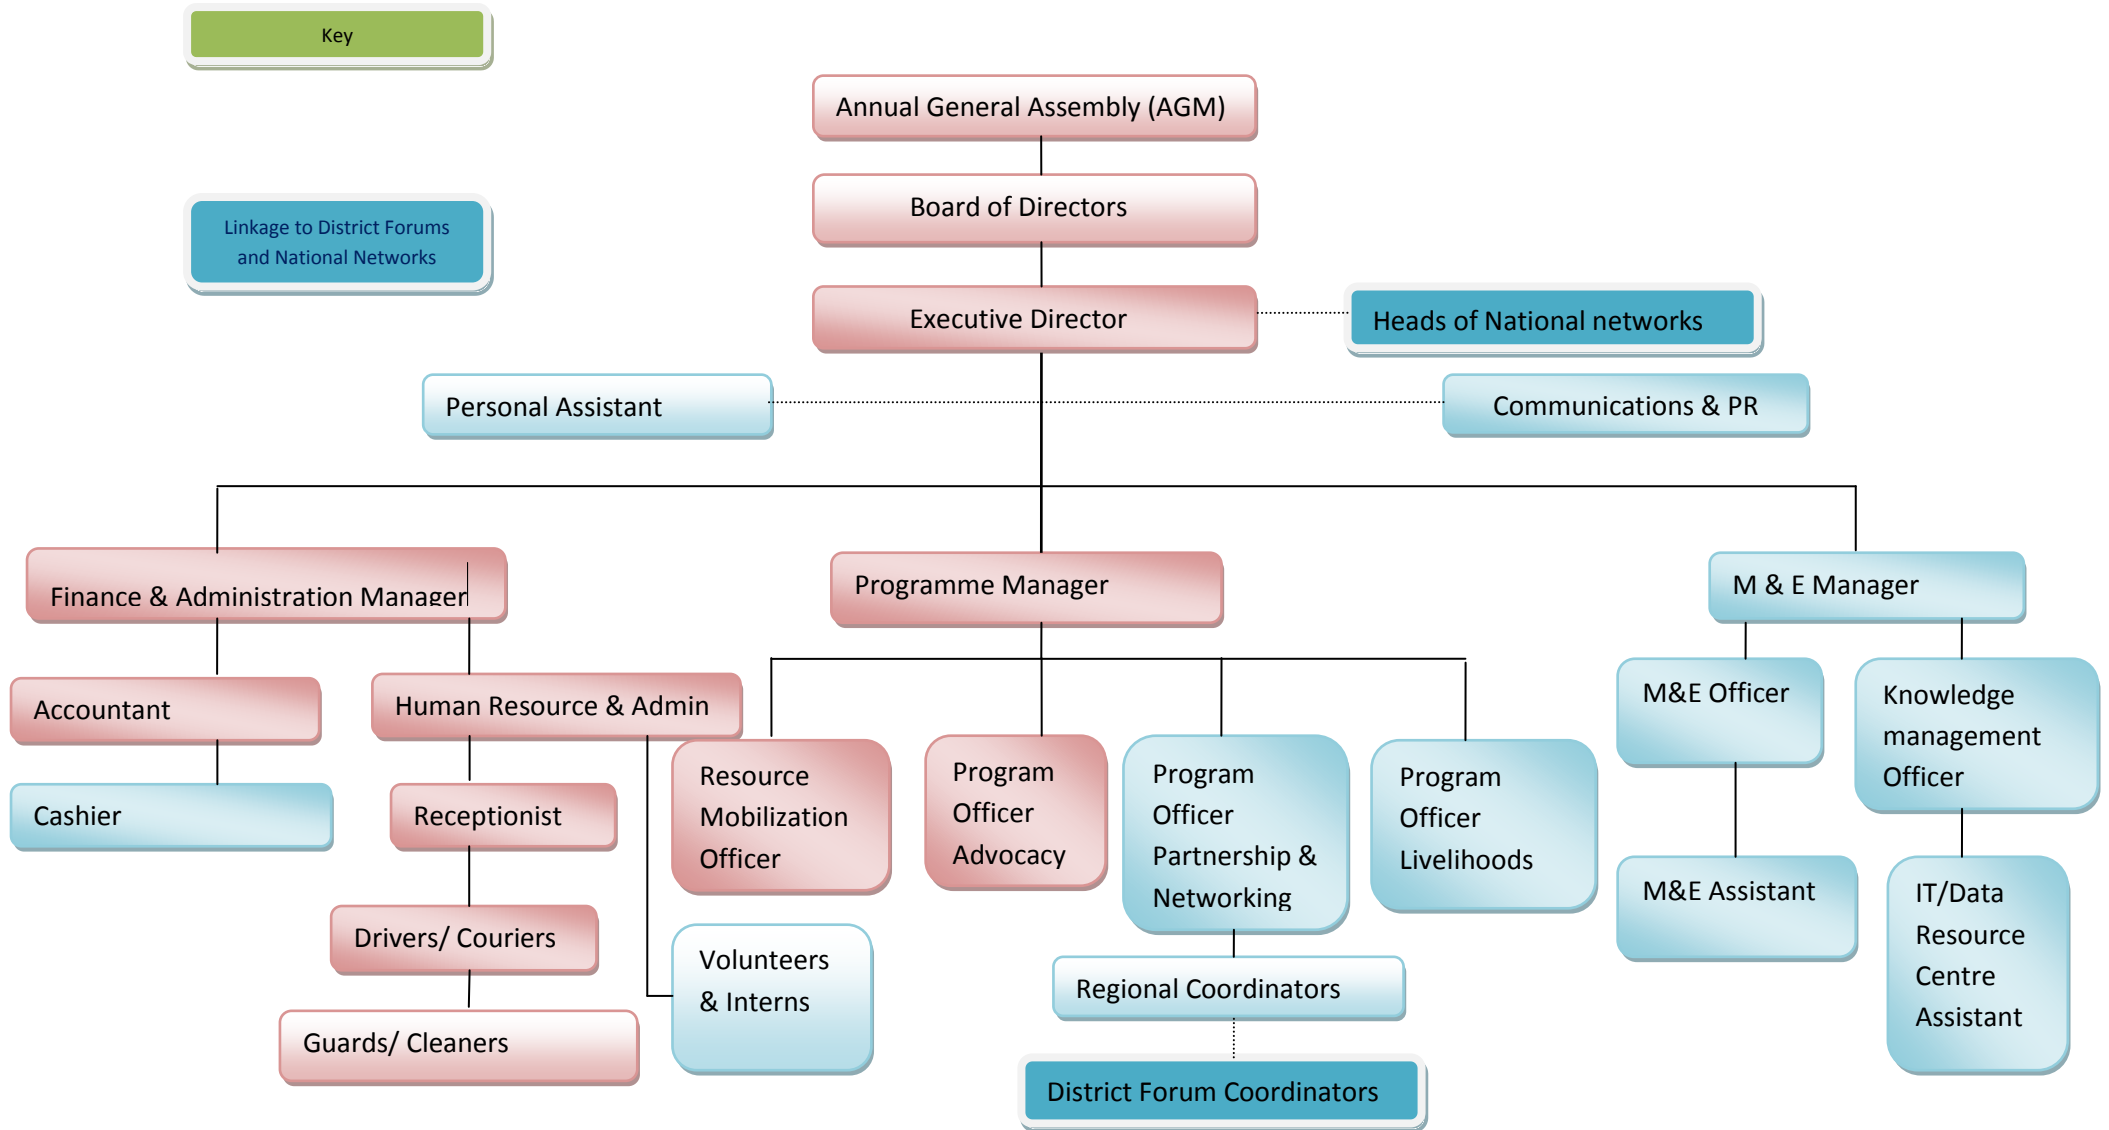 Key
Annual General Assembly (AGM)
Board of Directors
Linkage to District Forums
and National Networks
Executive Director
Heads of National networks
Personal Assistant
Communications & PR
Finance & Administration Manager
Programme Manager
M & E Manager
Accountant
Human Resource & Admin
M&E Officer
Knowledge
management
Officer
Cashier
Receptionist
Resource
Mobilization
Officer
Program
Officer
Advocacy
Program
Officer
Partnership &
Networking
Program
Officer
Livelihoods
M&E Assistant
IT/Data
Resource
Centre
Assistant
Drivers/ Couriers
Volunteers
& Interns
Regional Coordinators
Guards/ Cleaners
District Forum Coordinators